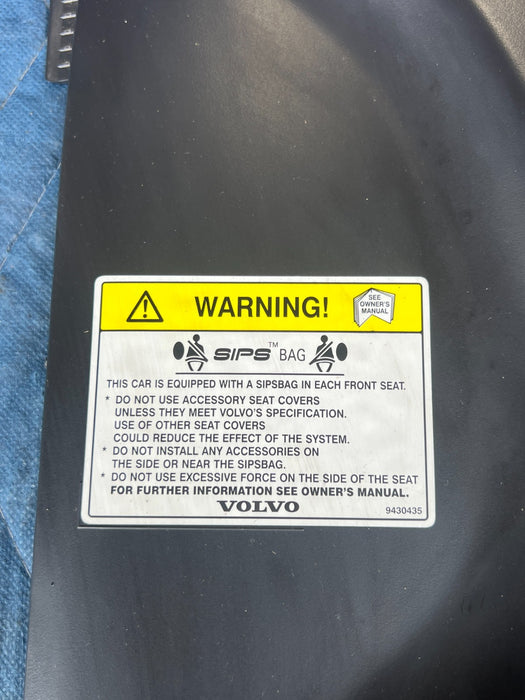 WARNING!
SEE
OWNER'S
MANUAL
SIPS™ BAG
THIS CAR IS EQUIPPED WITH A SIPSBAG IN EACH FRONT SEAT.
* DO NOT USE ACCESSORY SEAT COVERS
UNLESS THEY MEET VOLVO'S SPECIFICATION.
USE OF OTHER SEAT COVERS
COULD REDUCE THE EFFECT OF THE SYSTEM.
* DO NOT INSTALL ANY ACCESSORIES ON
THE SIDE OR NEAR THE SIPSBAG.
* DO NOT USE EXCESSIVE FORCE ON THE SIDE OF THE SEAT
FOR FURTHER INFORMATION SEE OWNER'S MANUAL.
VOLVO
9430435